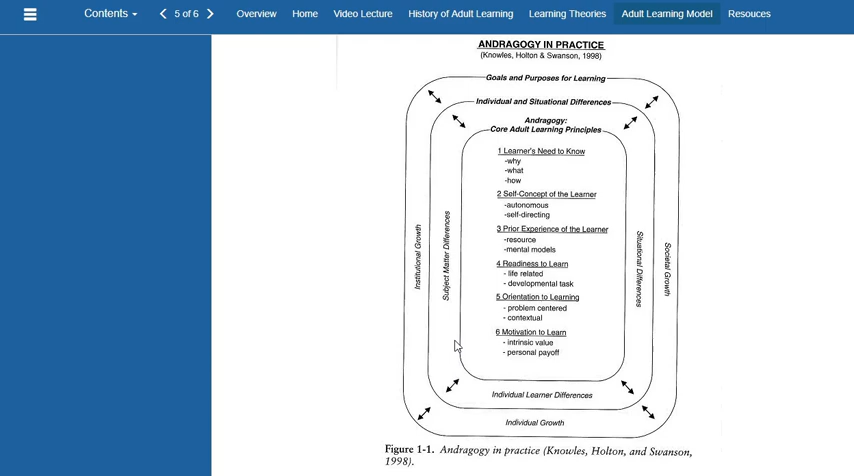 Contents
5 of 6
Overview
Home
Video Lecture
History of Adult Learning
Learning Theories
Adult Learning Model
Resouces
ANDRAGOGY IN PRACTICE
(Knowles, Holton & Swanson, 1998)
Goals and Purposes for Learning
Individual and Situational Differences
Andragogy:
Core Adult Learning Principles
1 Learner's Need to Know
-why
-what
-how
2 Self-Concept of the Learner
-autonomous
-self-directing
3 Prior Experience of the Learner
-resource
-mental models
4 Readiness to Learn
- life related
- developmental task
5 Orientation to Learning
- problem centered
- contextual
6 Motivation to Learn
- intrinsic value
- personal payoff
Institutional Growth
Subject Matter Differences
Situational Differences
Societal Growth
Individual Learner Differences
Individual Growth
Figure 1-1. Andragogy in practice (Knowles, Holton, and Swanson,
1998).